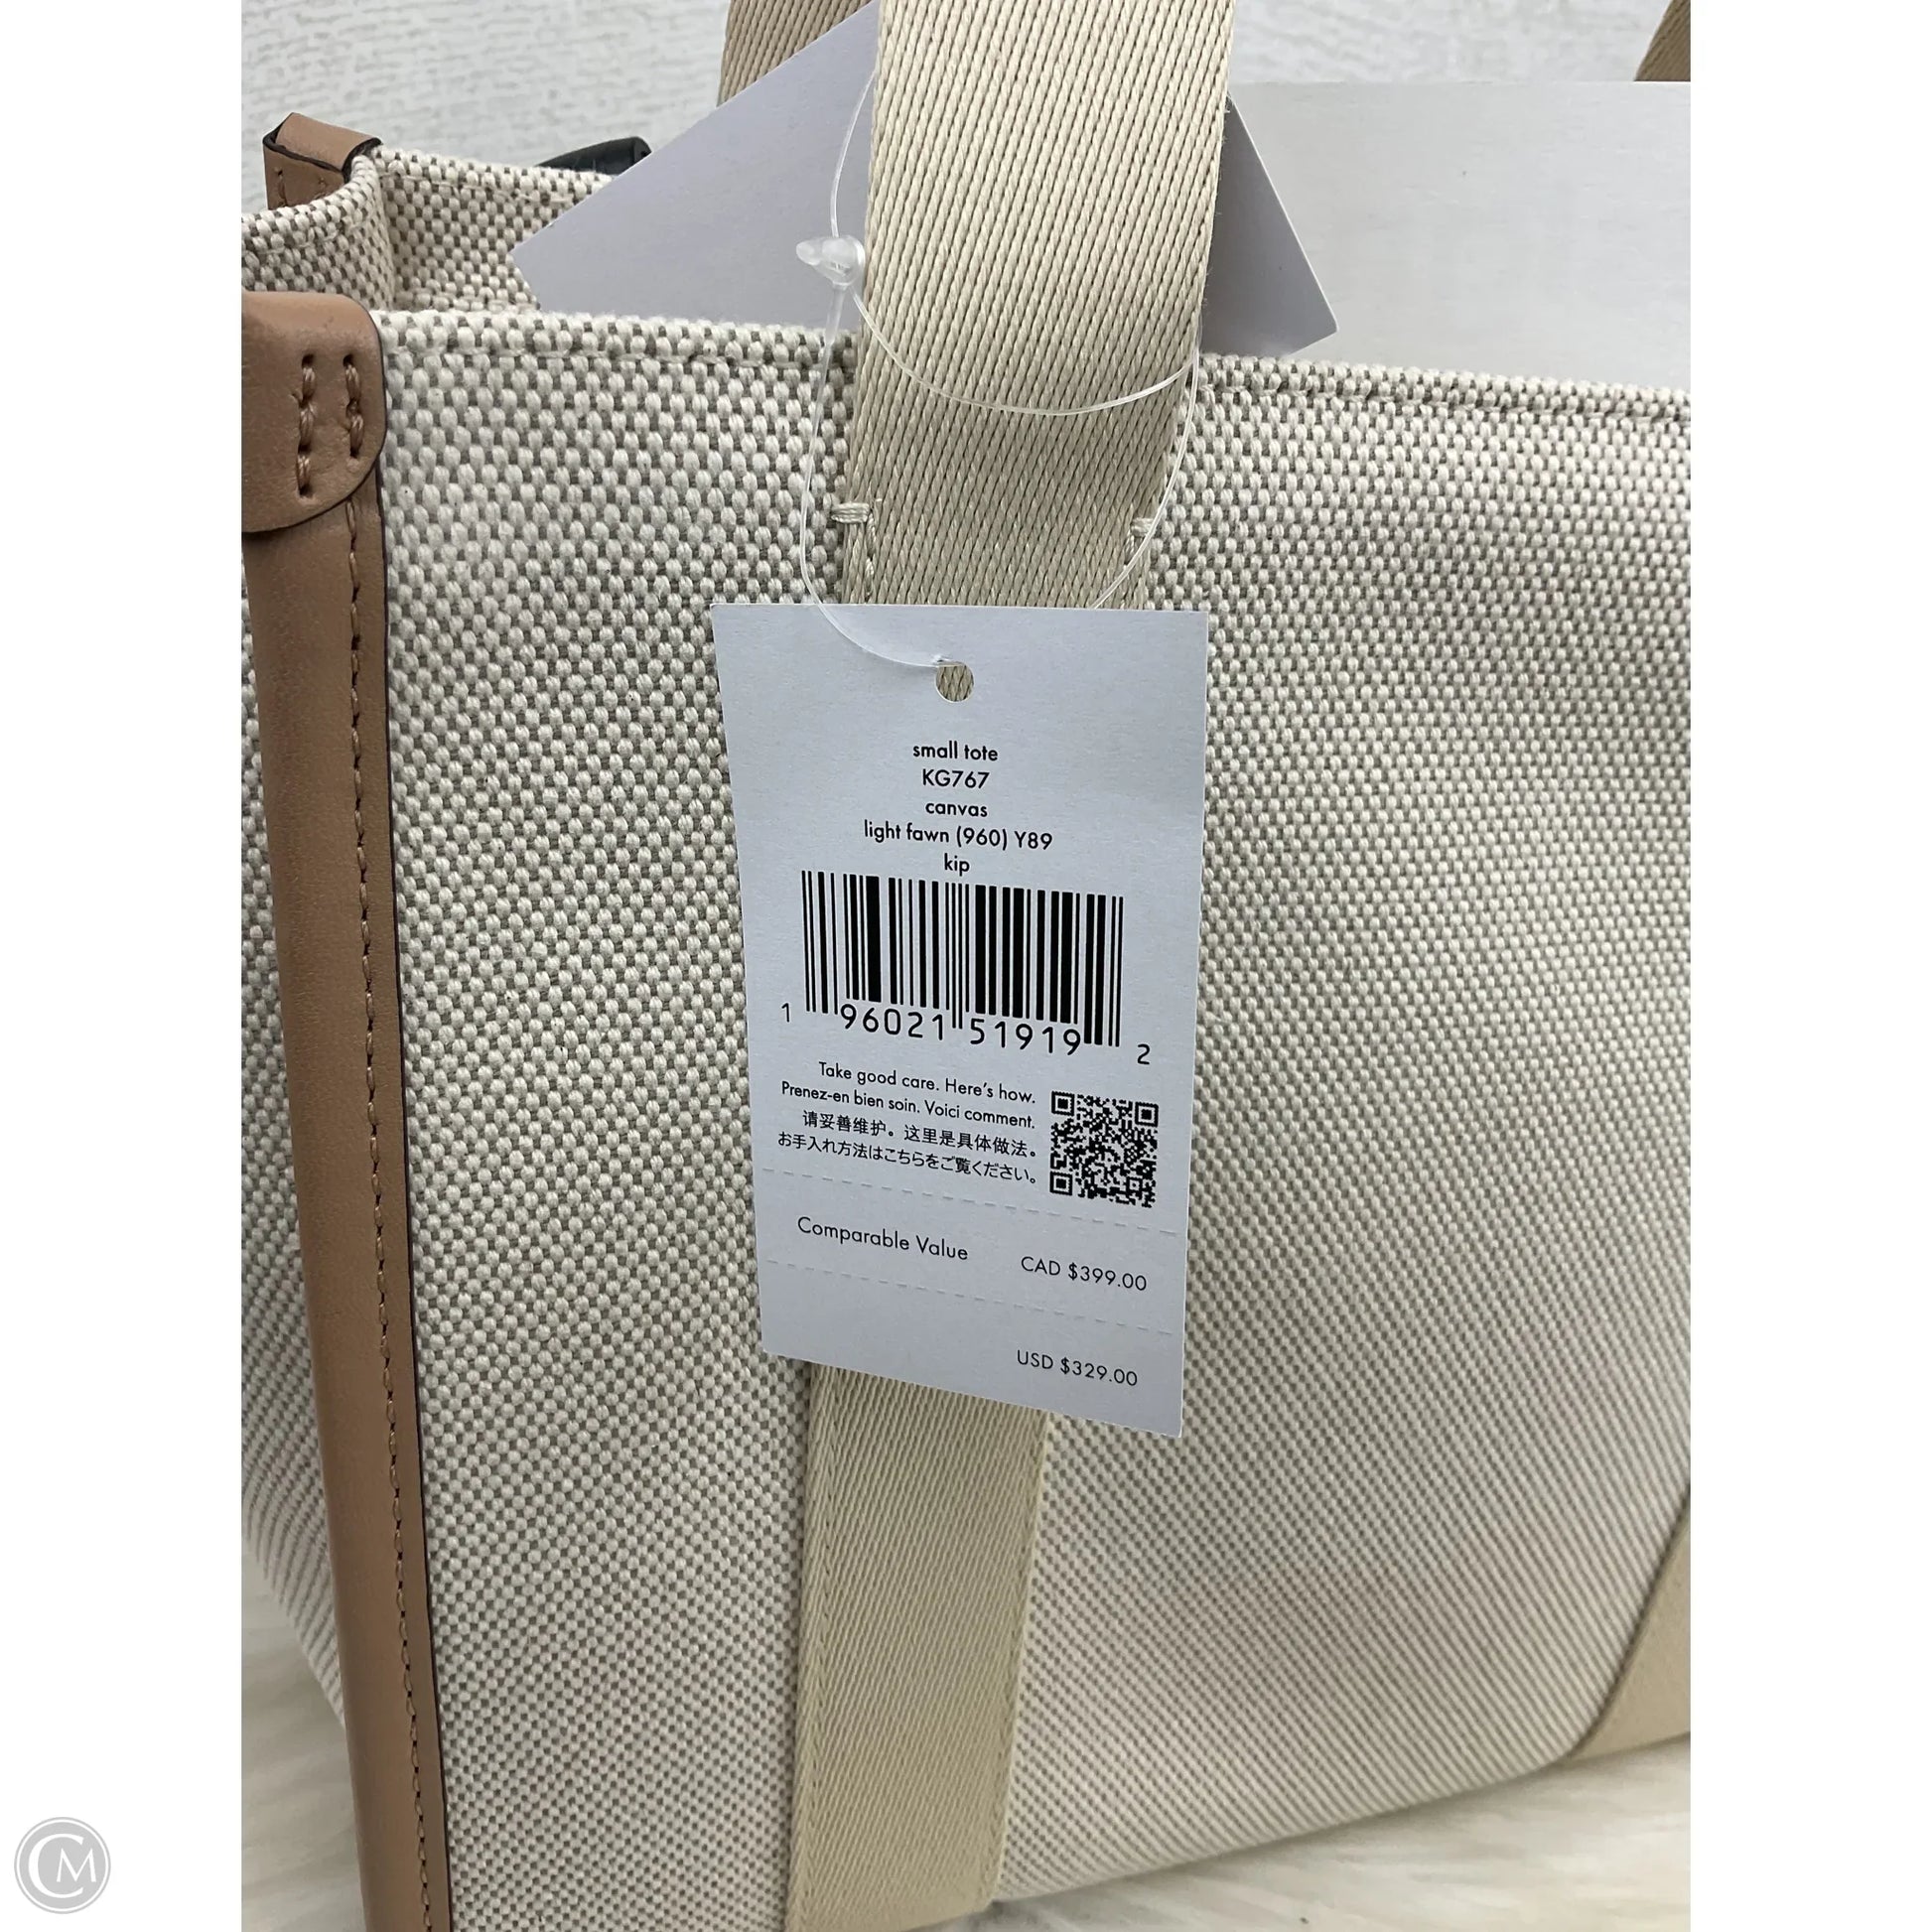 small tote
KG767
canvas
light fawn (960) Y89
kip
1 96021 51919 2
Take good care. Here's how.
Prenez-en bien soin. Voici comment.
请妥善维护。这里是具体做法。
お手入れ方法はこちらをご覧ください。
Comparable Value CAD $399.00
USD $329.00
CM